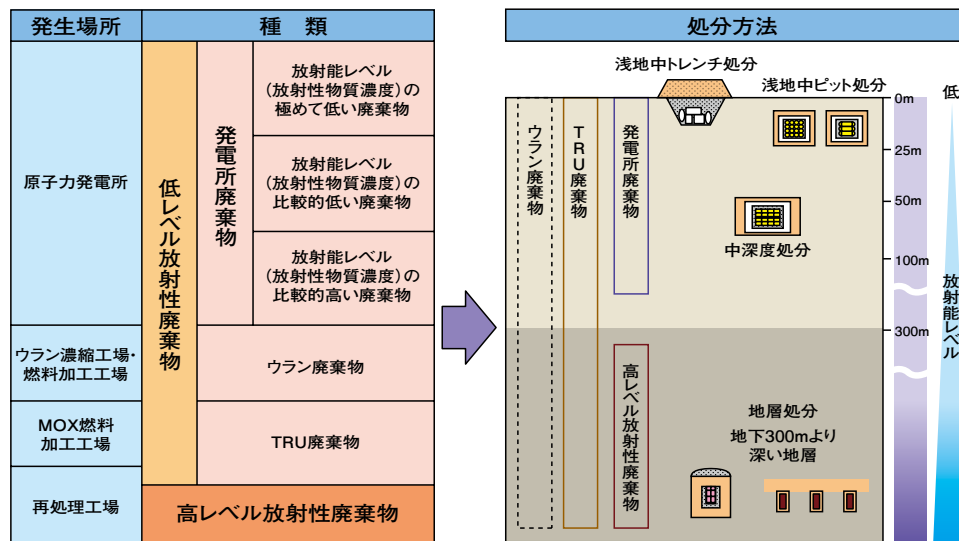 発生場所
種類
原子力発電所
ウラン濃縮工場・
燃料加工工場
MOX燃料
加工工場
再処理工場
低レベル放射性廃棄物
発電所廃棄物
放射能レベル
(放射性物質濃度)の
極めて低い廃棄物
放射能レベル
(放射性物質濃度)の
比較的低い廃棄物
放射能レベル
(放射性物質濃度)の
比較的高い廃棄物
ウラン廃棄物
TRU廃棄物
高レベル放射性廃棄物
処分方法
浅地中トレンチ処分
浅地中ピット処分
ウラン廃棄物
TRU廃棄物
発電所廃棄物
高レベル放射性廃棄物
中深度処分
地層処分
地下300mより
深い地層
0m
25m
50m
100m
300m
低
放射能レベル